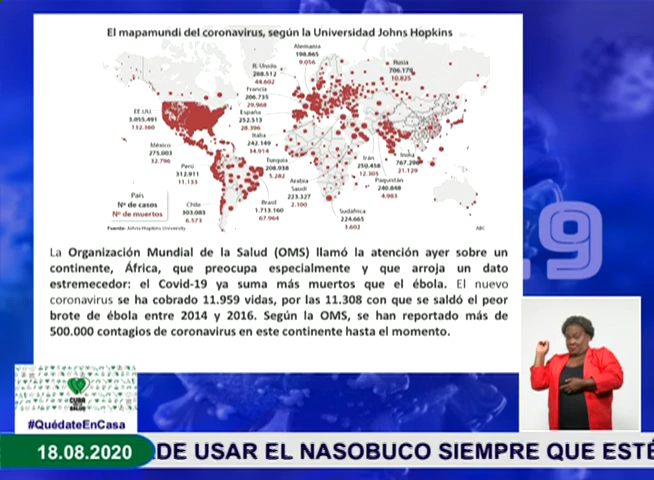 El mapamundi del coronavirus, según la Universidad Johns Hopkins
Alemania
198.865
9.056
R. Unido
288.512
44.602
Rusia
706.179
10.825
Francia
206.735
29.968
EE.UU.
3.055.491
132.360
España
252.513
28.396
Italia
242.149
34.914
México
275.003
32.796
Perú
312.911
11.133
Turquía
208.938
5.282
Irán
250.458
12.305
India
767.296
21.129
Arabia
Saudí
223.327
2.100
Paquistán
240.848
4.983
País
Nº de casos
Nº de muertos
Chile
303.083
6.573
Brasil
1.713.160
67.964
Sudáfrica
224.665
3.602
Fuente: Johns Hopkins University
ABC
La Organización Mundial de la Salud (OMS) llamó la atención ayer sobre un
continente, África, que preocupa especialmente y que arroja un dato
estremecedor: el Covid-19 ya suma más muertos que el ébola. El nuevo
coronavirus se ha cobrado 11.959 vidas, por las 11.308 con que se saldó el peor
brote de ébola entre 2014 y 2016. Según la OMS, se han reportado más de
500.000 contagios de coronavirus en este continente hasta el momento.
19
CUBA
SALUD
#QuédateEnCasa
18.08.2020
DE USAR EL NASOBUCO SIEMPRE QUE ESTÉ